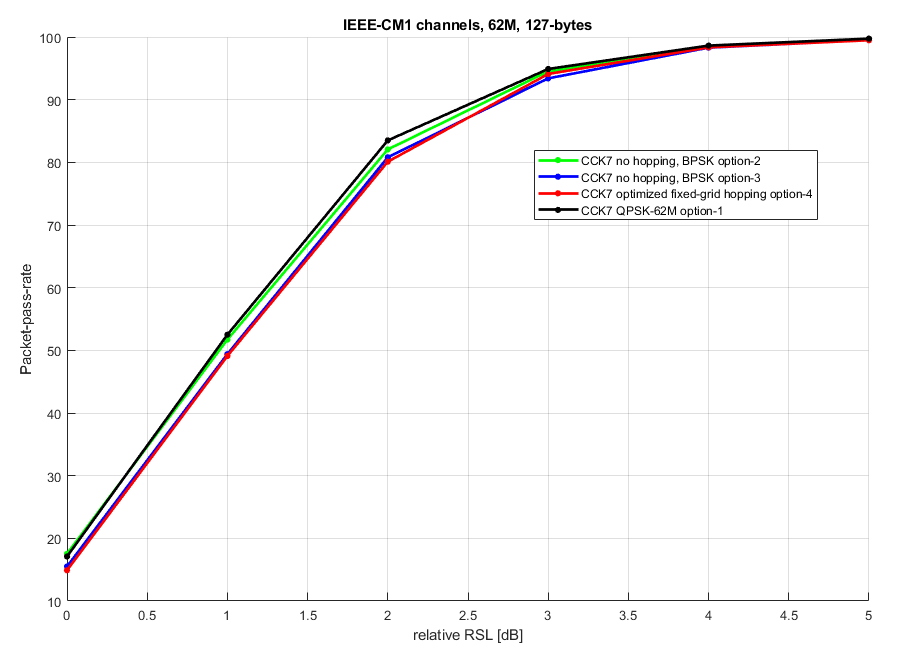 IEEE-CM1 channels, 62M, 127-bytes
100
90
80
70
60
50
40
30
20
10
Packet-pass-rate
CCK7 no hopping, BPSK option-2
CCK7 no hopping, BPSK option-3
CCK7 optimized fixed-grid hopping option-4
CCK7 QPSK-62M option-1
0 0.5 1 1.5 2 2.5 3 3.5 4 4.5 5
relative RSL [dB]